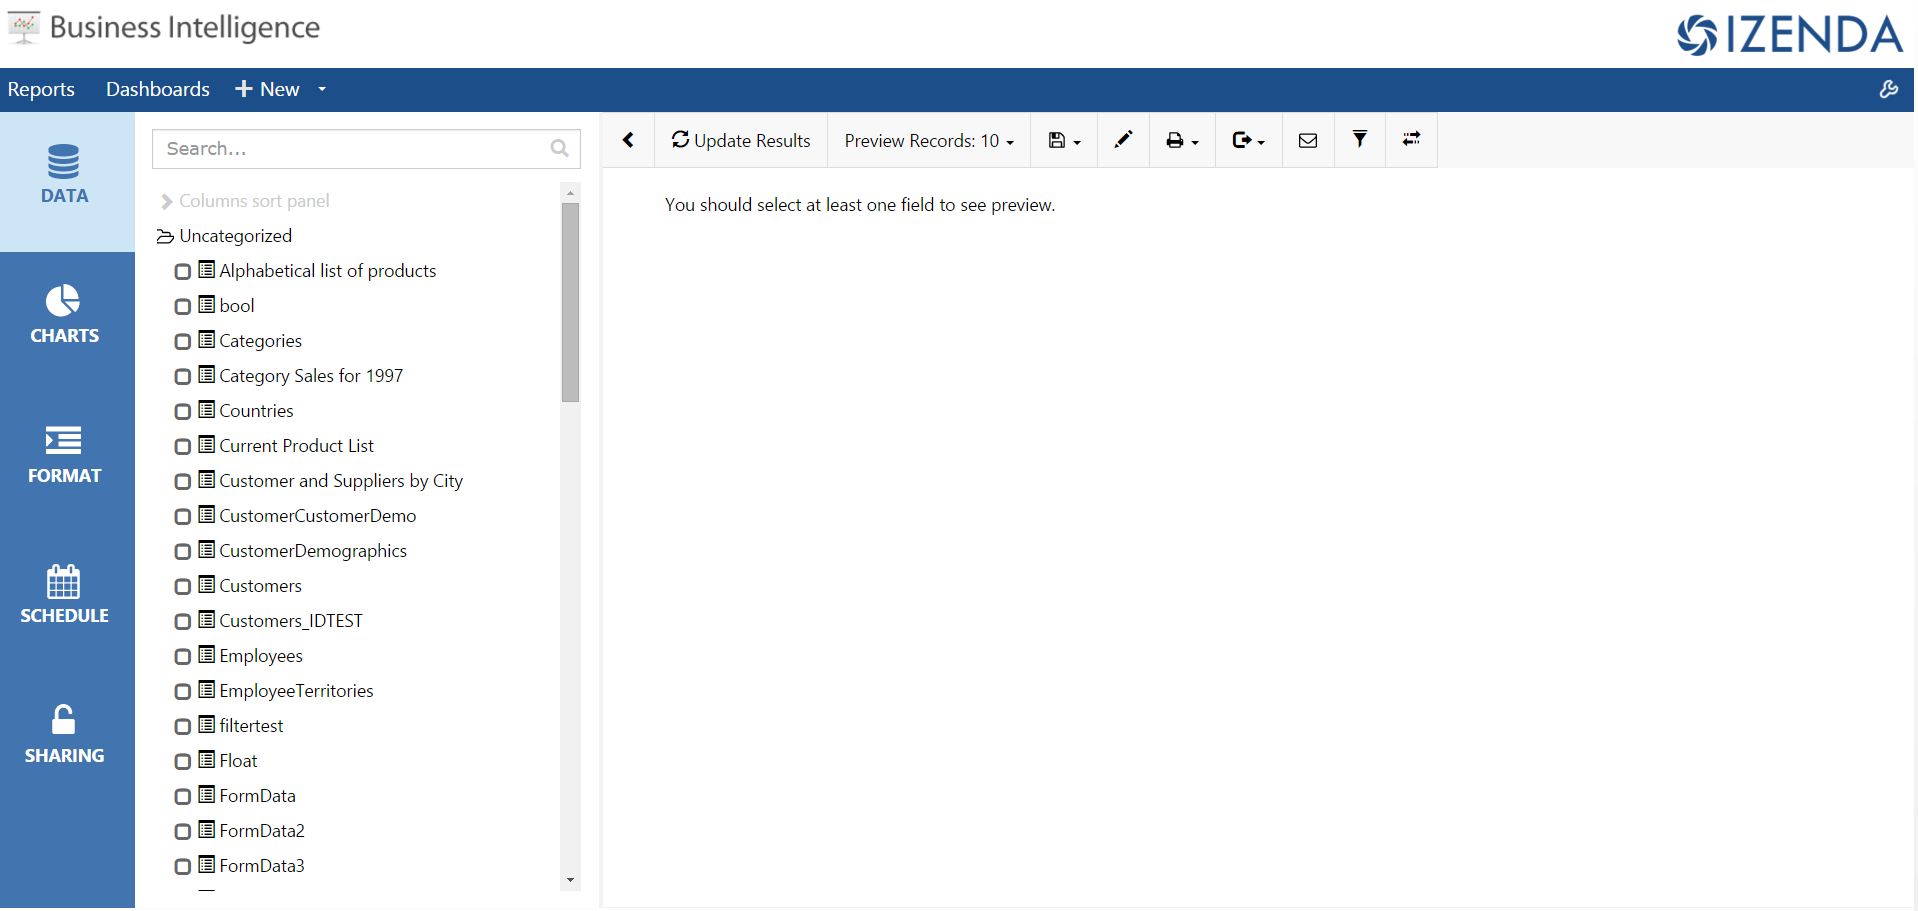 Business Intelligence
IZENDA
Reports Dashboards New
DATA
CHARTS
FORMAT
SCHEDULE
SHARING
Search...
Columns sort panel
Uncategorized
Alphabetical list of products
bool
Categories
Category Sales for 1997
Countries
Current Product List
Customer and Suppliers by City
CustomerCustomerDemo
CustomerDemographics
Customers
Customers_IDTEST
Employees
EmployeeTerritories
filtertest
Float
FormData
FormData2
FormData3
Update Results Preview Records: 10
You should select at least one field to see preview.